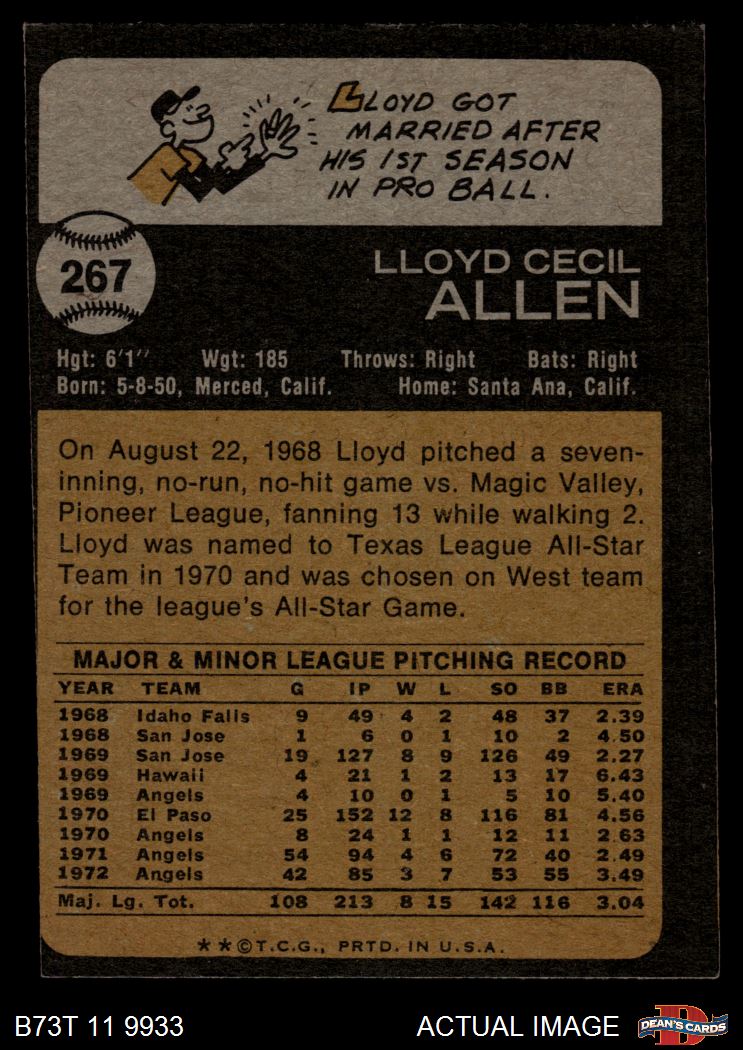 LLOYD GOT
MARRIED AFTER
HIS 1ST SEASON
IN PRO BALL.
267
LLOYD CECIL
ALLEN
Hgt: 6'1" Wgt: 185 Throws: Right Bats: Right
Born: 5-8-50, Merced, Calif. Home: Santa Ana, Calif.
On August 22, 1968 Lloyd pitched a seven-
inning, no-run, no-hit game vs. Magic Valley,
Pioneer League, fanning 13 while walking 2.
Lloyd was named to Texas League All-Star
Team in 1970 and was chosen on West team
for the league's All-Star Game.
MAJOR & MINOR LEAGUE PITCHING RECORD
YEAR TEAM G IP W L SO BB ERA
1968 Idaho Falls 9 49 4 2 48 37 2.39
1968 San Jose 1 6 0 1 10 2 4.50
1969 San Jose 19 127 8 9 126 49 2.27
1969 Hawaii 4 21 1 2 13 17 6.43
1969 Angels 4 10 0 1 5 10 5.40
1970 El Paso 25 152 12 8 116 81 4.56
1970 Angels 8 24 1 1 12 11 2.63
1971 Angels 54 94 4 6 72 40 2.49
1972 Angels 42 85 3 7 53 55 3.49
Maj. Lg. Tot. 108 213 8 15 142 116 3.04
**©T.C.G., PRTD. IN U.S.A.
B73T 11 9933 ACTUAL IMAGE DEAN'S CARDS